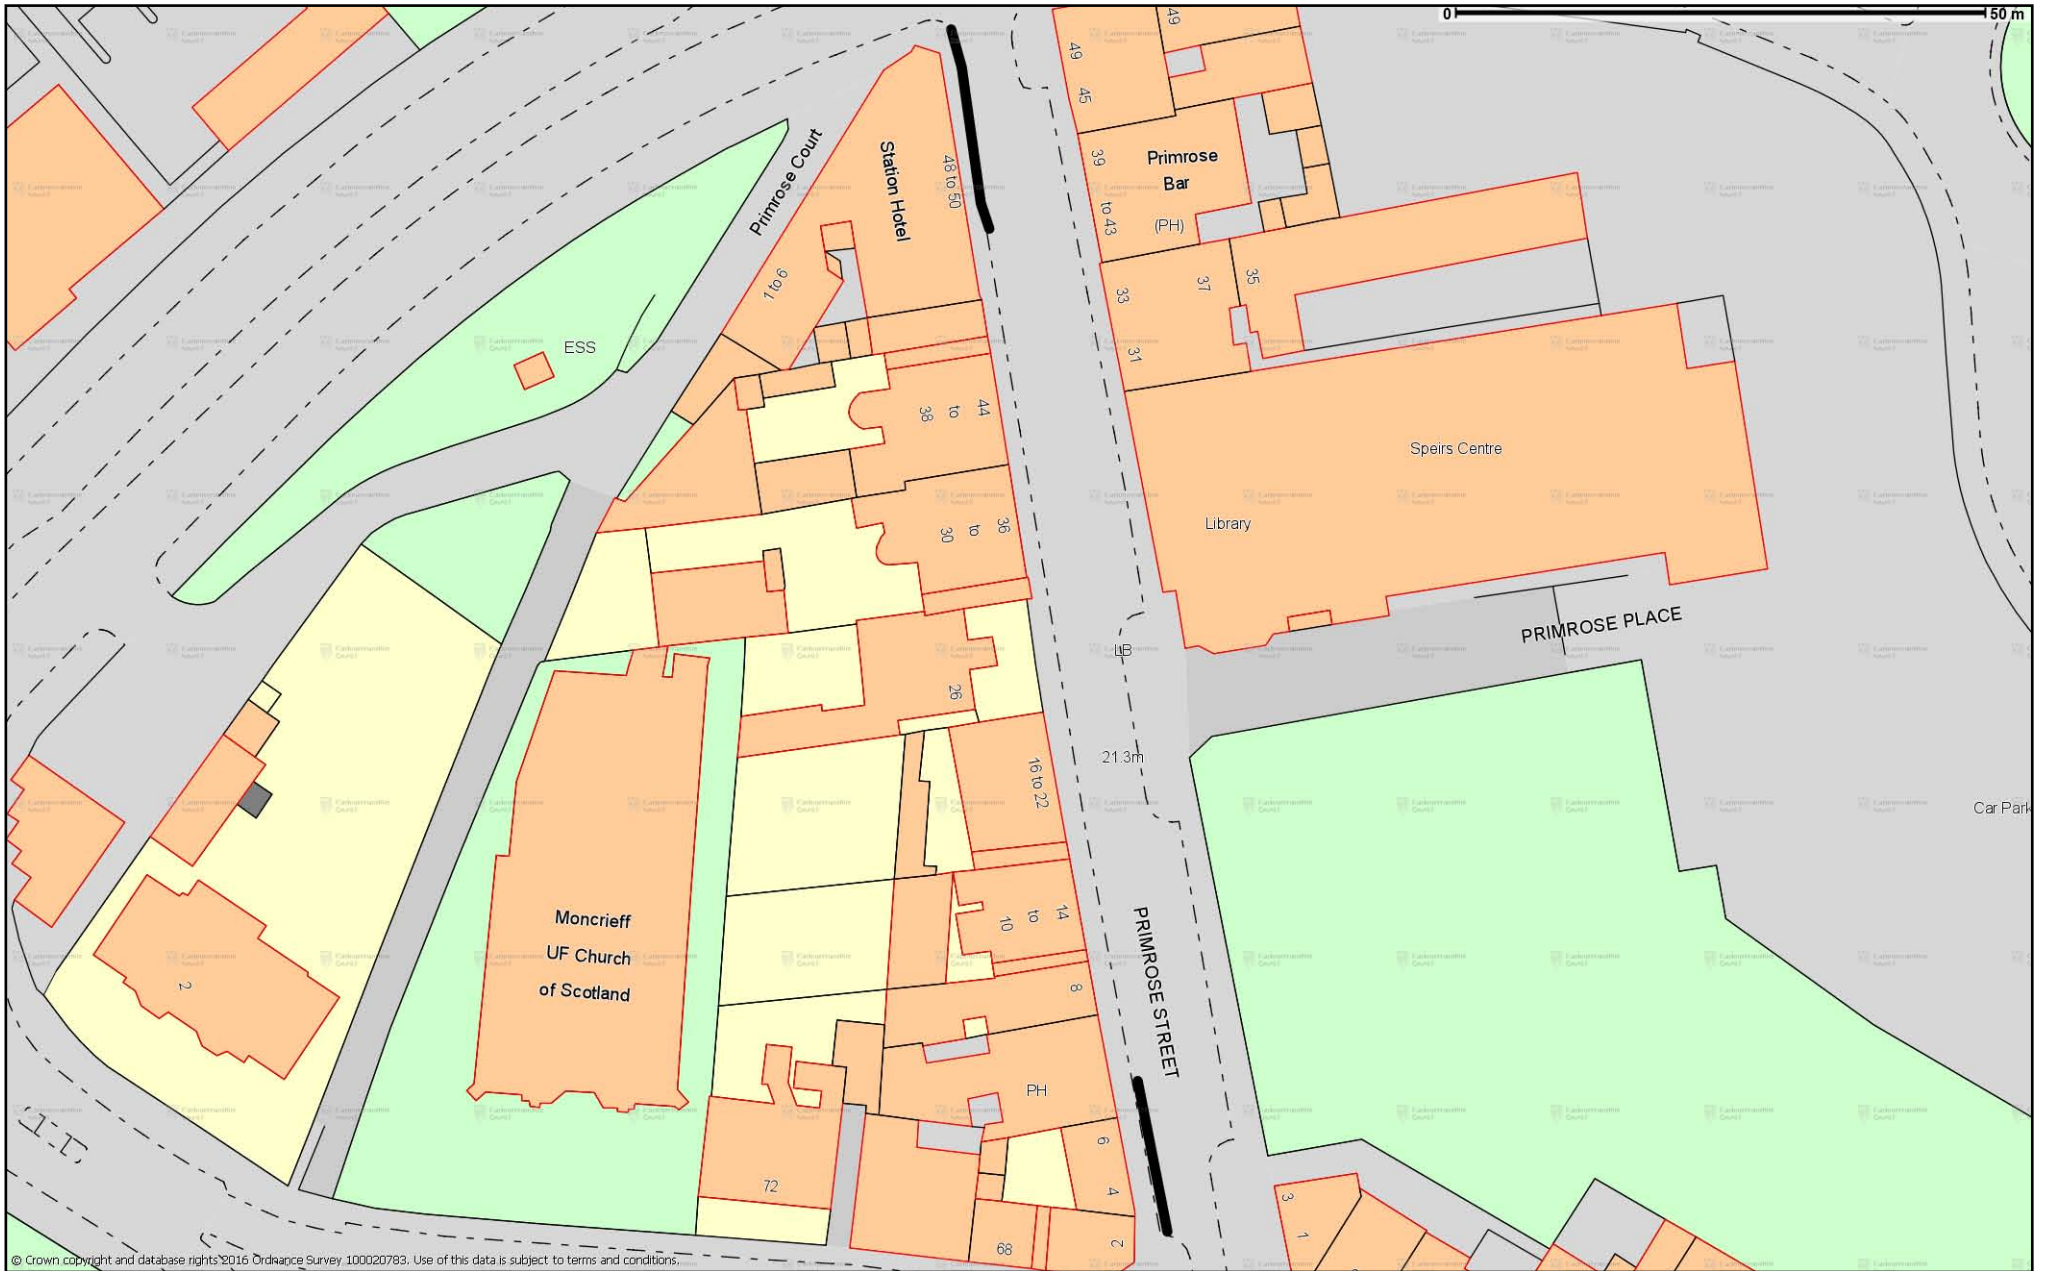 0
50 m
49
49
45
39
to 43
Primrose
Bar
(PH)
Primrose Court
Station Hotel
48 to 50
1 to 6
33
37
35
31
ESS
38
to
44
Speirs Centre
Library
30
to
36
PRIMROSE PLACE
LB
26
21.3m
16 to 22
Car Park
Moncrieff
UF Church
of Scotland
10
to
14
PRIMROSE STREET
2
8
PH
6
4
72
3
1
68
2
© Crown copyright and database rights 2016 Ordnance Survey 100020783. Use of this data is subject to terms and conditions.